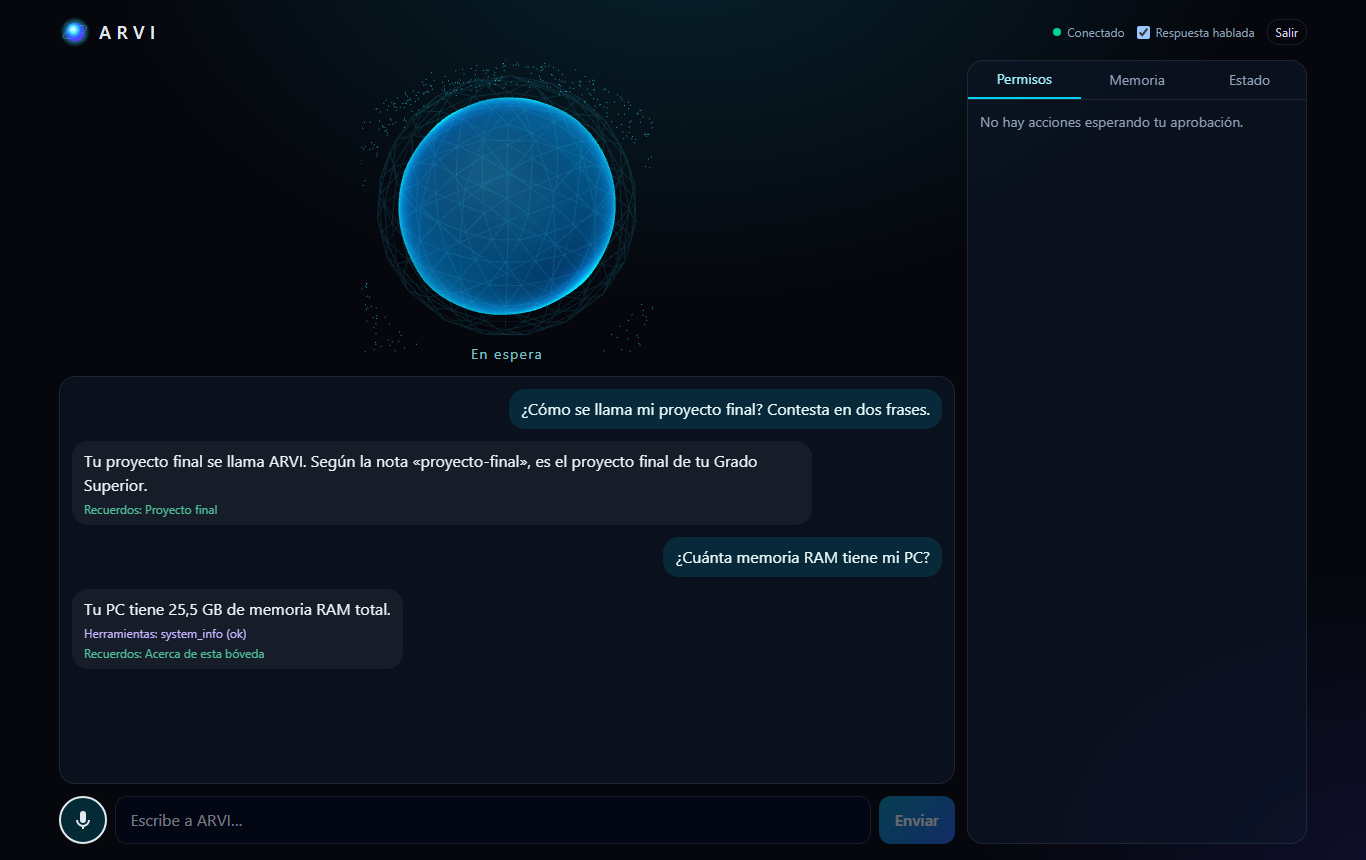 ARVI
Conectado
Respuesta hablada
Salir
En espera
¿Cómo se llama mi proyecto final? Contesta en dos frases.
Tu proyecto final se llama ARVI. Según la nota «proyecto-final», es el proyecto final de tu Grado
Superior.
Recuerdos: Proyecto final
¿Cuánta memoria RAM tiene mi PC?
Tu PC tiene 25,5 GB de memoria RAM total.
Herramientas: system_info (ok)
Recuerdos: Acerca de esta bóveda
Escribe a ARVI...
Enviar
Permisos
Memoria
Estado
No hay acciones esperando tu aprobación.